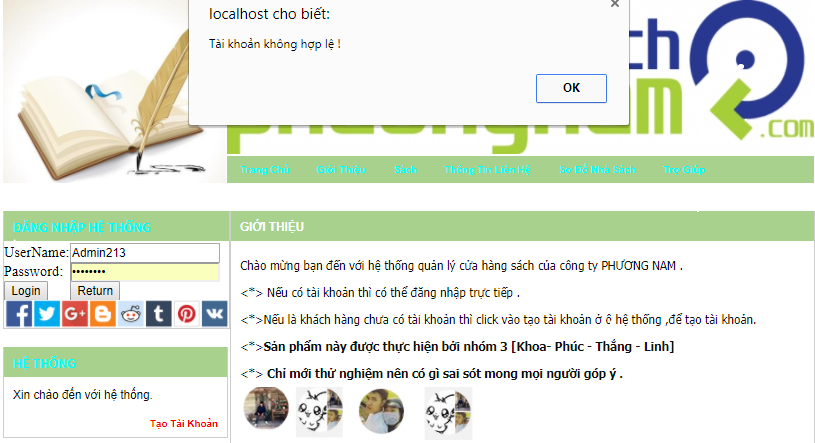 localhost cho biết:
Tài khoản không hợp lệ !
OK
ch
phuongnam
.com
Trang Chủ Giới Thiệu Sách Thông Tin Liên Hệ Sơ Đồ Nhà Sách Trợ Giúp
ĐĂNG NHẬP HỆ THỐNG
UserName: Admin213
Password: ••••••••
Login Return
HỆ THỐNG
Xin chào đến với hệ thống.
Tạo Tài Khoản
GIỚI THIỆU
Chào mừng bạn đến với hệ thống quản lý cửa hàng sách của công ty PHƯƠNG NAM .
<*> Nếu có tài khoản thì có thể đăng nhập trực tiếp .
<*>Nếu là khách hàng chưa có tài khoản thì click vào tạo tài khoản ở ô hệ thống ,để tạo tài khoản.
<*>Sản phẩm này được thực hiện bởi nhóm 3 [Khoa- Phúc - Thắng - Linh]
<*> Chỉ mới thử nghiệm nên có gì sai sót mong mọi người góp ý .